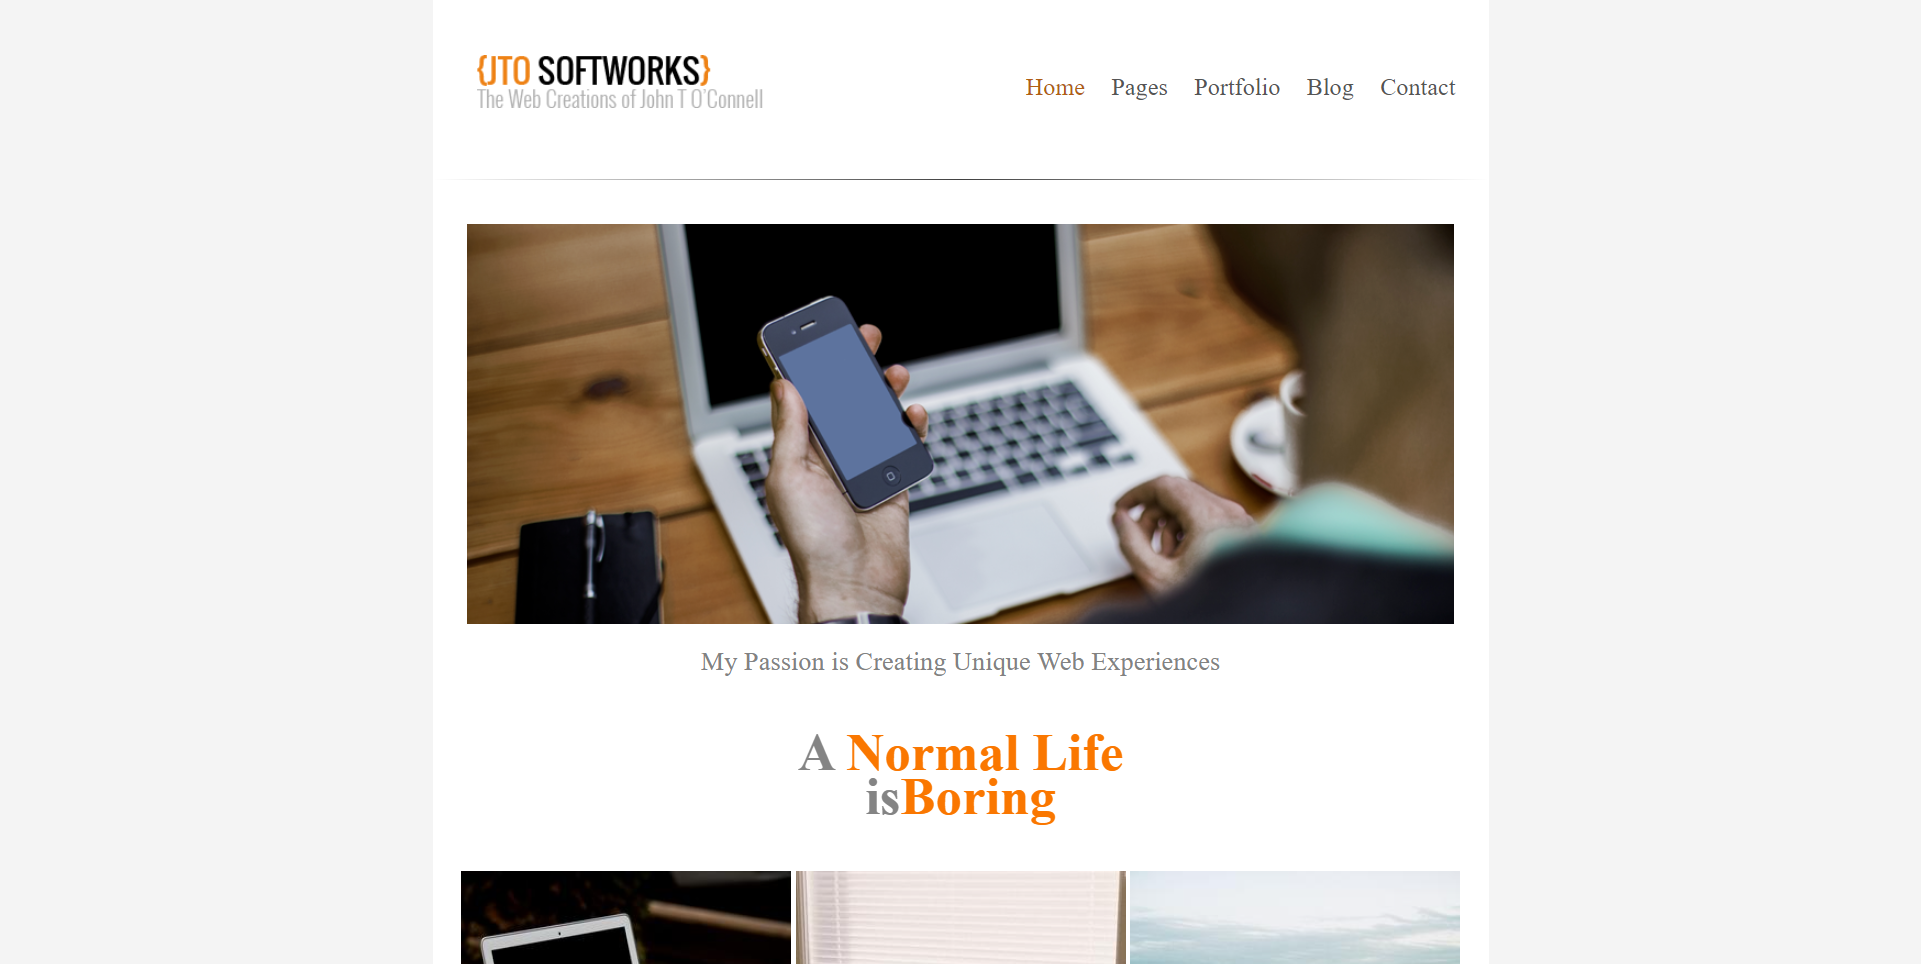 {JTO SOFTWORKS}
The Web Creations of John T O'Connell
Home Pages Portfolio Blog Contact
My Passion is Creating Unique Web Experiences
A Normal Life
isBoring